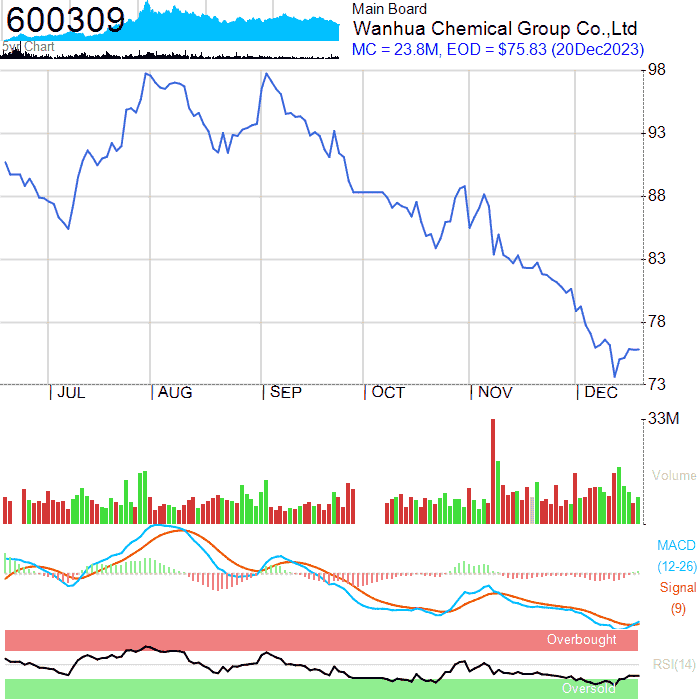 600309
5yr Chart
Main Board
Wanhua Chemical Group Co.,Ltd
MC = 23.8M, EOD = $75.83 (20Dec2023)
98
93
88
83
78
73
JUL
AUG
SEP
OCT
NOV
DEC
33M
Volume
MACD
(12-26)
Signal
(9)
Overbought
RSI(14)
Oversold